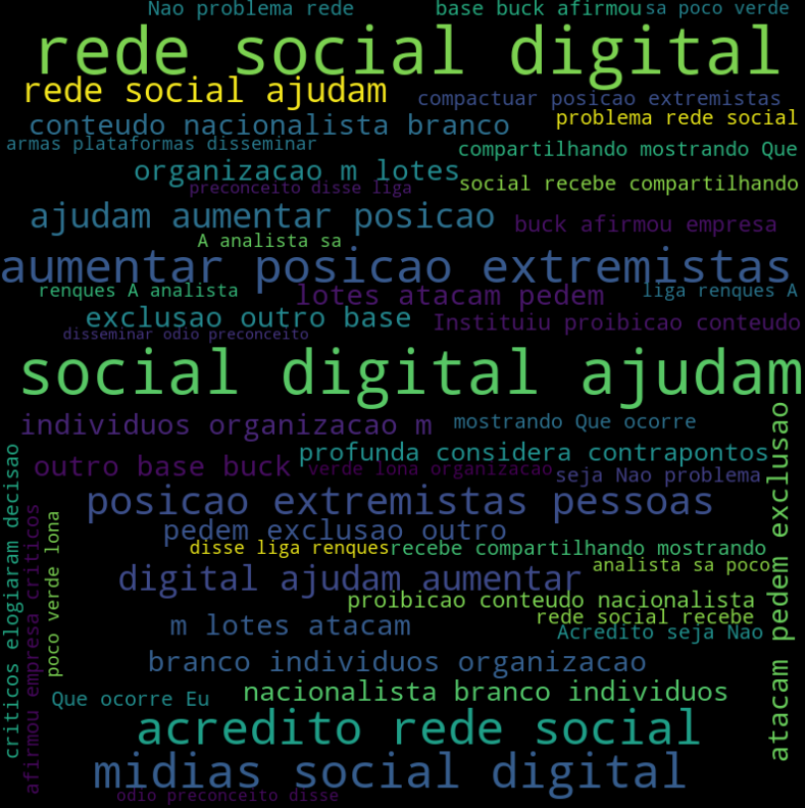 Nao problema rede
base buck afirmou
sa poco verde
rede social digital
rede social ajudam
compactuar posicao extremistas
conteudo nacionalista branco
problema rede social
armas plataformas disseminar
compartilhando mostrando Que
organizacao m lotes
preconceito disse liga
social recebe compartilhando
ajudam aumentar posicao
buck afirmou empresa
A analista sa
aumentar posicao extremistas
renques A analista
lotes atacam pedem
liga renques A
exclusao outro base
Instituiu proibicao conteudo
disseminar odio preconceito
social digital ajudam
individuos organizacao m
mostrando Que ocorre
profunda considera contrapontos
outro base buck
verde lona organizacao
seja Nao problema
posicao extremistas pessoas
pedem exclusao outro
disse liga renques
recebe compartilhando mostrando
analista sa poco
digital ajudam aumentar
proibicao conteudo nacionalista
rede social recebe
m lotes atacam
Acredito seja Nao
branco individuos organizacao
Que ocorre Eu
nacionalista branco individuos
acredito rede social
midias social digital
odio preconceito disse
criticos elogiaram decisao
afirmou empresa criticos
poco verde lona
atacam pedem exclusao